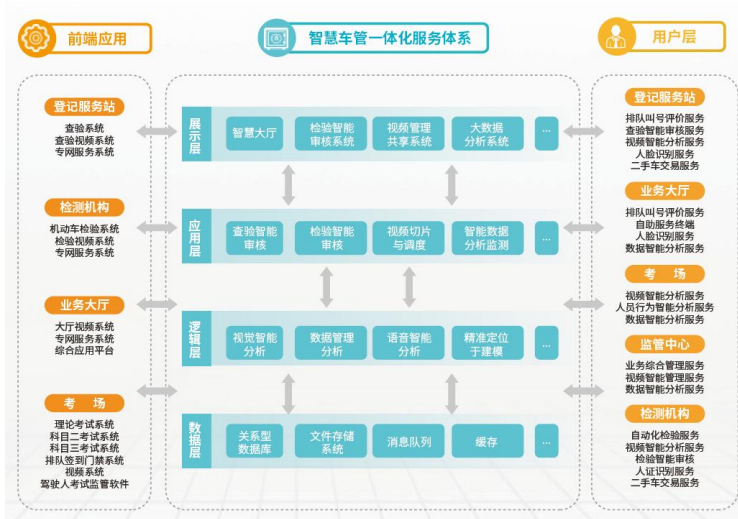 前端应用
智慧车管一体化服务体系
用户层
登记服务站
查验系统
查验视频系统
专网服务系统
检测机构
机动车检验系统
检验视频系统
专网服务系统
业务大厅
大厅视频系统
专网服务系统
综合应用平台
考 场
理论考试系统
科目二考试系统
科目三考试系统
排队签到门禁系统
视频系统
驾驶人考试监管软件
展示层
智慧大厅
检验智能
审核系统
视频管理
共享系统
大数据
分析系统
...
应用层
查验智能
审核
检验智能
审核
视频切片
与调度
智能数据
分析监测
...
逻辑层
视觉智能
分析
数据管理
分析
语音智能
分析
精准定位
于建模
...
数据层
关系型
数据库
文件存储
系统
消息队列
缓存
...
登记服务站
排队叫号评价服务
查验智能审核服务
视频智能分析服务
人脸识别服务
二手车交易服务
业务大厅
排队叫号评价服务
自助服务终端
人脸识别服务
数据智能分析服务
考 场
视频智能分析服务
人员行为智能分析服务
数据智能分析服务
监管中心
业务综合管理服务
视频智能管理服务
数据智能分析服务
检测机构
自动化检验服务
视频智能分析服务
检验智能审核
人证识别服务
二手车交易服务